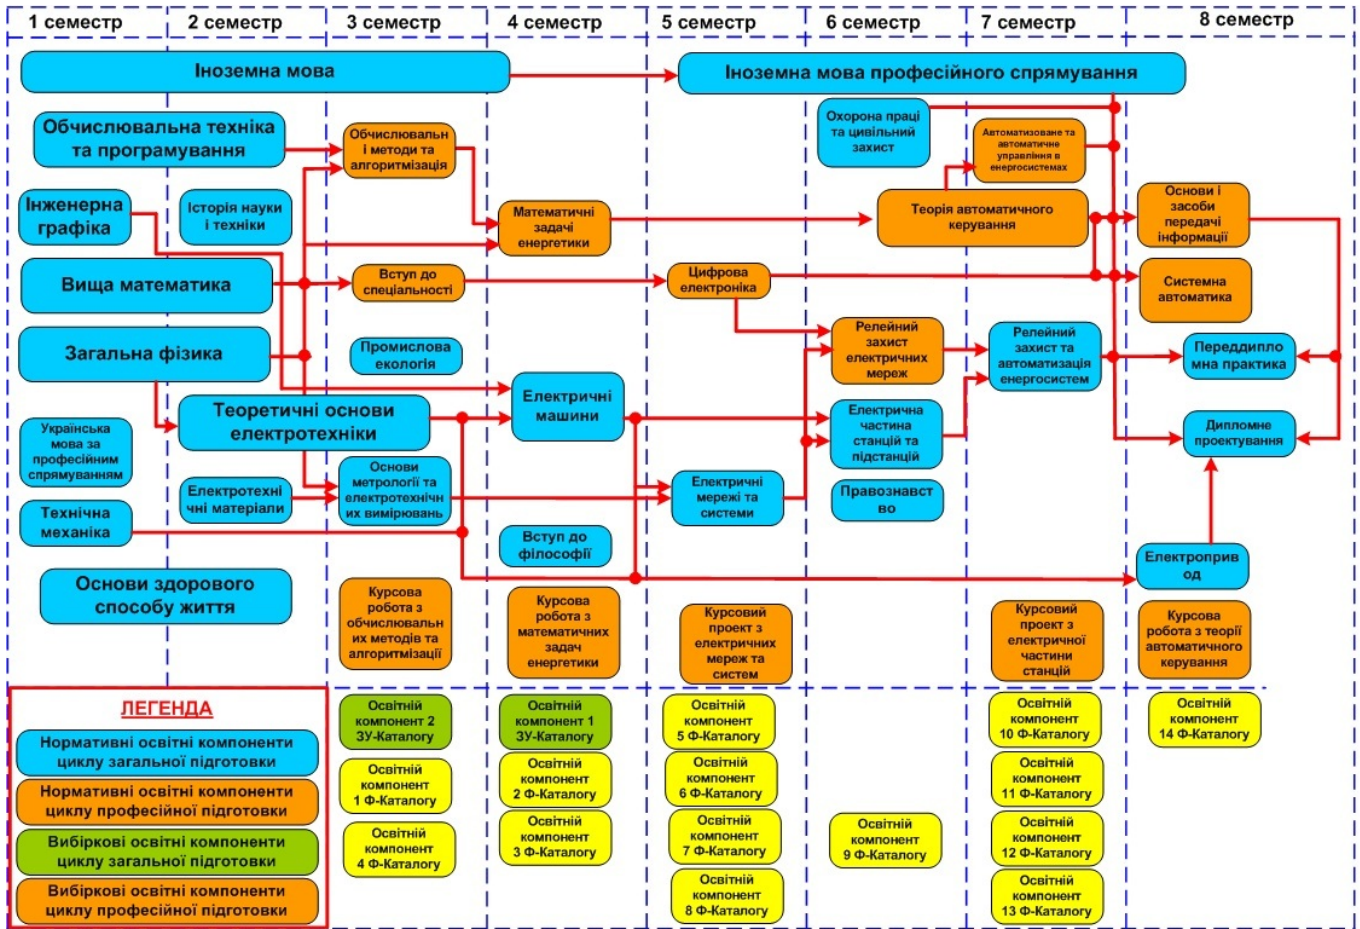 1 семестр
2 семестр
3 семестр
4 семестр
5 семестр
6 семестр
7 семестр
8 семестр
Іноземна мова
Іноземна мова професійного спрямування
Обчислювальна техніка
та програмування
Обчислювальн
і методи та
алгоритмізація
Охорона праці
та цивільний
захист
Автоматизоване та
автоматичне
управління в
енергосистемах
Інженерна
графіка
Історія науки
і техніки
Математичні
задачі
енергетики
Теорія автоматичного
керування
Основи і
засоби
передачі
інформації
Вища математика
Вступ до
спеціальності
Цифрова
електроніка
Системна
автоматика
Загальна фізика
Промислова
екологія
Релейний
захист
електричних
мереж
Релейний
захист та
автоматизація
енергосистем
Переддипло
мна практика
Теоретичні основи
електротехніки
Електричні
машини
Електрична
частина
станцій та
підстанцій
Дипломне
проектування
Українська
мова за
професійним
спрямуванням
Електротехні
чні матеріали
Основи
метрології та
електротехнічн
их вимірювань
Електричні
мережі та
системи
Правознавст
во
Технічна
механіка
Вступ до
філософії
Електроприв
од
Основи здорового
способу життя
Курсова
робота з
обчислювальн
их методів та
алгоритмізації
Курсова
робота з
математичних
задач
енергетики
Курсовий
проект з
електричних
мереж та
систем
Курсовий
проект з
електричної
частини
станцій
Курсова
робота з теорії
автоматичного
керування
ЛЕГЕНДА
Нормативні освітні компоненти
циклу загальної підготовки
Нормативні освітні компоненти
циклу професійної підготовки
Вибіркові освітні компоненти
циклу загальної підготовки
Вибіркові освітні компоненти
циклу професійної підготовки
Освітній
компонент 2
ЗУ-Каталогу
Освітній
компонент
1 Ф-Каталогу
Освітній
компонент
4 Ф-Каталогу
Освітній
компонент 1
ЗУ-Каталогу
Освітній
компонент
2 Ф-Каталогу
Освітній
компонент
3 Ф-Каталогу
Освітній
компонент
5 Ф-Каталогу
Освітній
компонент
6 Ф-Каталогу
Освітній
компонент
7 Ф-Каталогу
Освітній
компонент
8 Ф-Каталогу
Освітній
компонент
9 Ф-Каталогу
Освітній
компонент
10 Ф-Каталогу
Освітній
компонент
11 Ф-Каталогу
Освітній
компонент
12 Ф-Каталогу
Освітній
компонент
13 Ф-Каталогу
Освітній
компонент
14 Ф-Каталогу